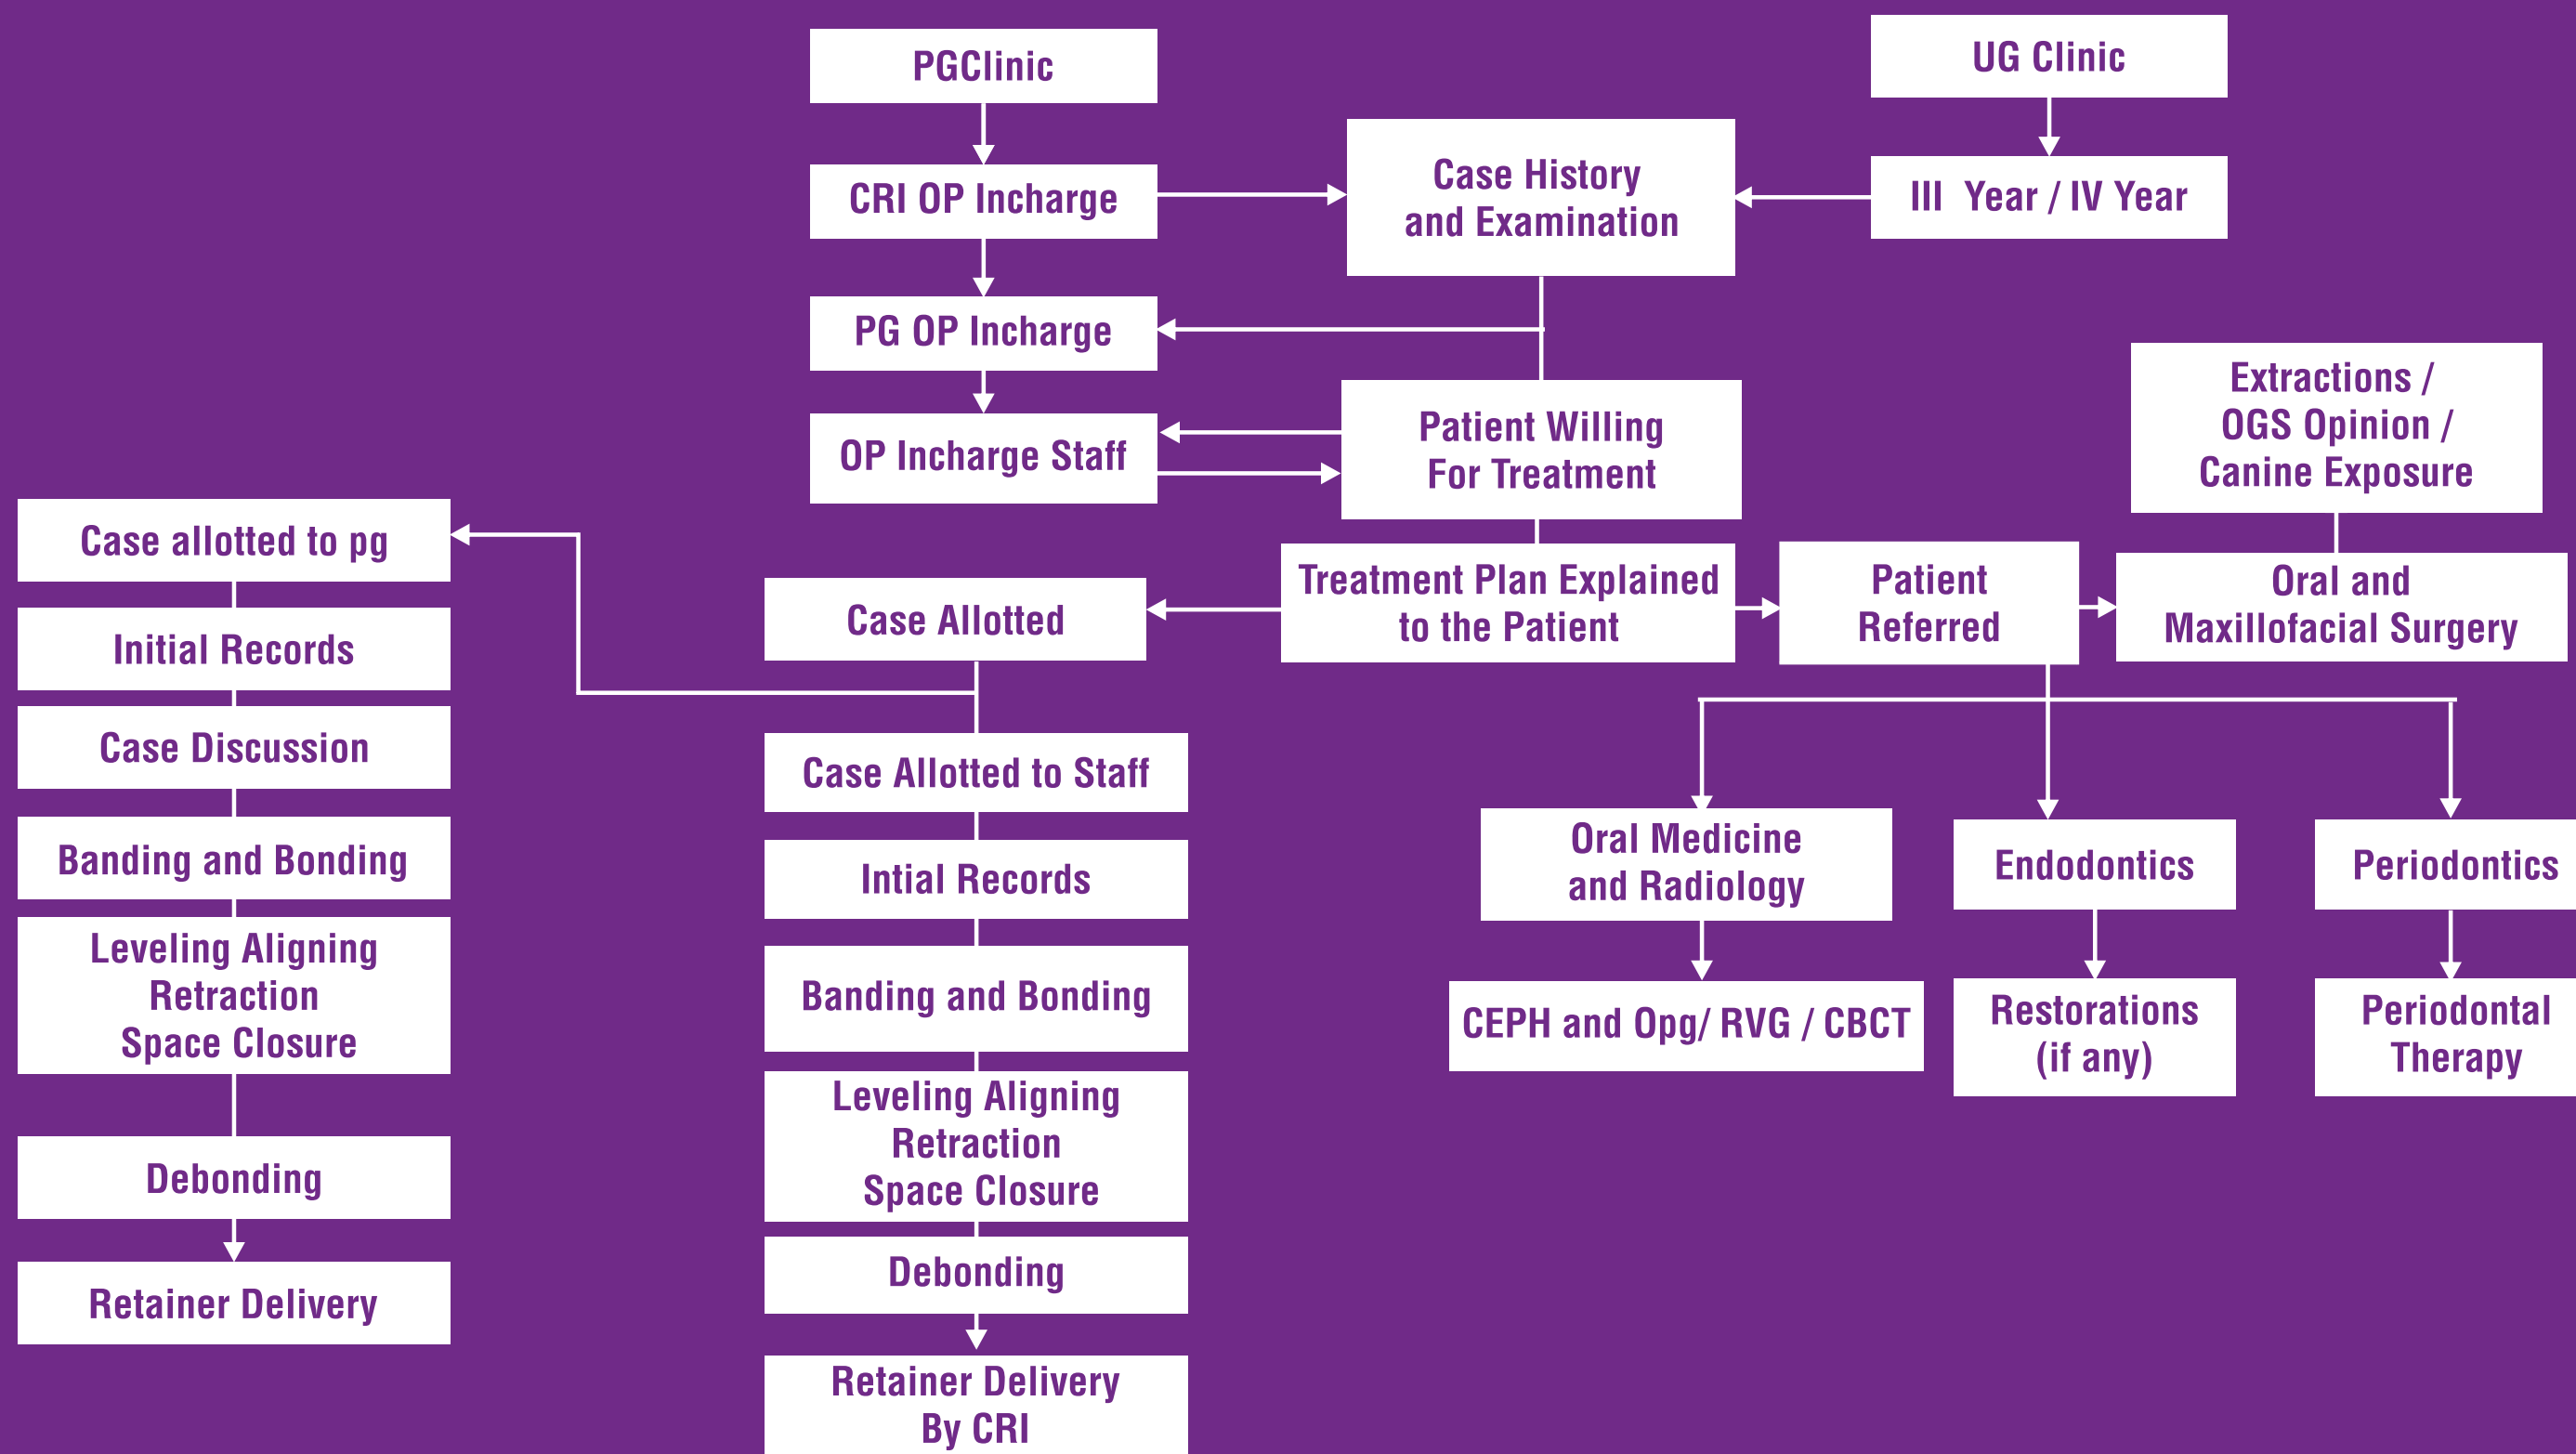 PGClinic
UG Clinic
CRI OP Incharge
Case History
and Examination
III Year / IV Year
PG OP Incharge
OP Incharge Staff
Patient Willing
For Treatment
Extractions /
OGS Opinion /
Canine Exposure
Case allotted to pg
Case Allotted
Treatment Plan Explained
to the Patient
Patient
Referred
Oral and
Maxillofacial Surgery
Initial Records
Case Discussion
Banding and Bonding
Leveling Aligning
Retraction
Space Closure
Debonding
Retainer Delivery
Case Allotted to Staff
Intial Records
Banding and Bonding
Leveling Aligning
Retraction
Space Closure
Debonding
Retainer Delivery
By CRI
Oral Medicine
and Radiology
CEPH and Opg/ RVG / CBCT
Endodontics
Restorations
(if any)
Periodontics
Periodontal
Therapy